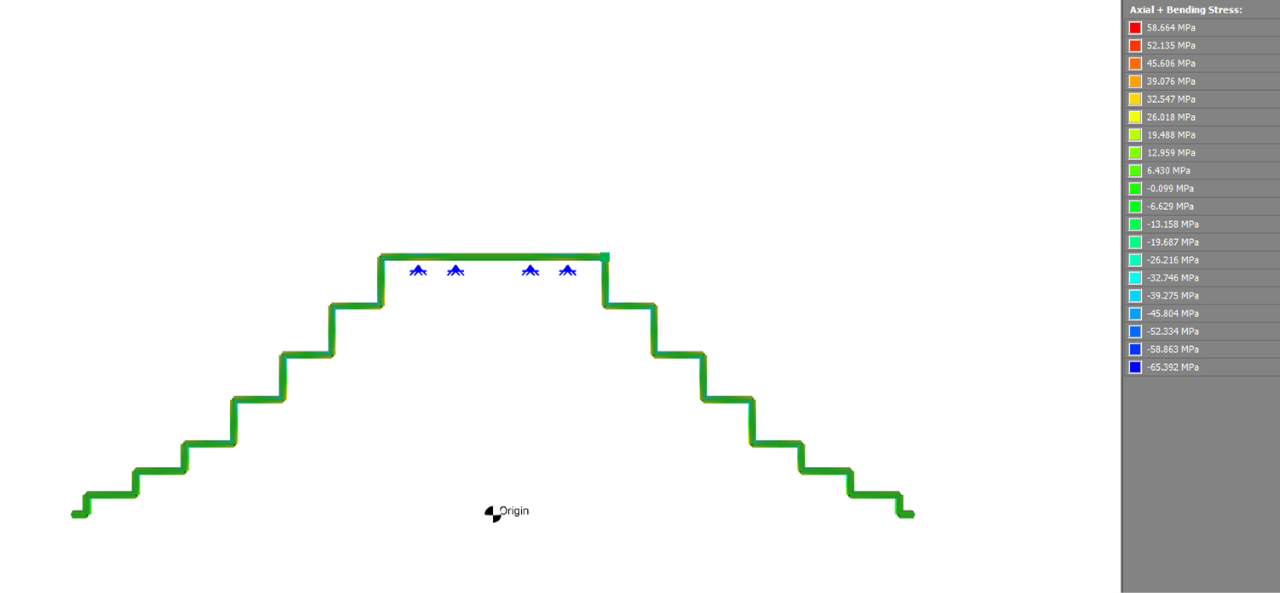 Axial + Bending Stress:
58.664 MPa
52.135 MPa
45.606 MPa
39.076 MPa
32.547 MPa
26.018 MPa
19.488 MPa
12.959 MPa
6.430 MPa
-0.099 MPa
-6.629 MPa
-13.158 MPa
-19.687 MPa
-26.216 MPa
-32.746 MPa
-39.275 MPa
-45.804 MPa
-52.334 MPa
-58.863 MPa
-65.392 MPa
Origin